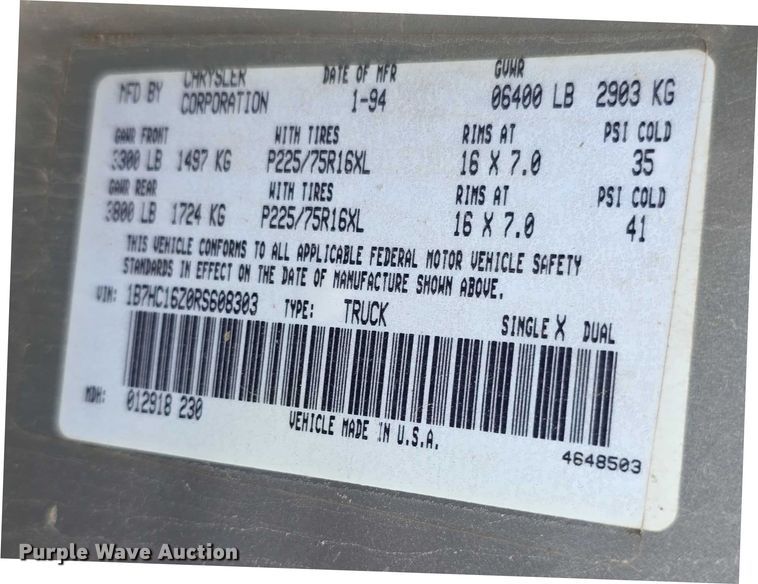 MFD BY CHRYSLER CORPORATION DATE OF MFR 1-94 GVWR 06400 LB 2903 KG
GAWR FRONT WITH TIRES RIMS AT PSI COLD
3300 LB 1497 KG P225/75R16XL 16 X 7.0 35
GAWR REAR WITH TIRES RIMS AT PSI COLD
3800 LB 1724 KG P225/75R16XL 16 X 7.0 41
THIS VEHICLE CONFORMS TO ALL APPLICABLE FEDERAL MOTOR VEHICLE SAFETY
STANDARDS IN EFFECT ON THE DATE OF MANUFACTURE SHOWN ABOVE.
VIN: 1B7HC16Z0RS608303 TYPE: TRUCK SINGLE X DUAL
MDH: 012918 230
VEHICLE MADE IN U.S.A.
4648503
Purple Wave Auction